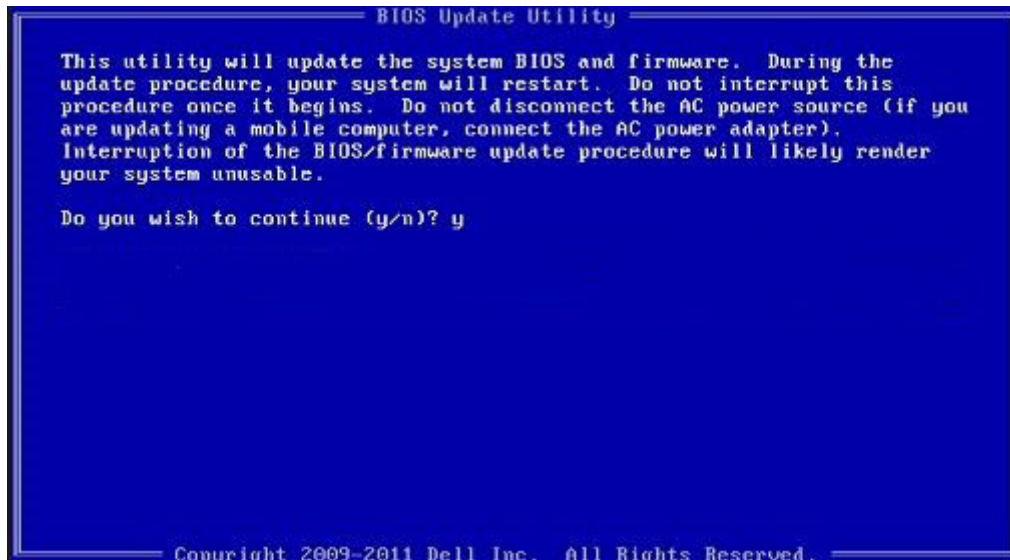 BIOS Update Utility
This utility will update the system BIOS and firmware. During the
update procedure, your system will restart. Do not interrupt this
procedure once it begins. Do not disconnect the AC power source (if you
are updating a mobile computer, connect the AC power adapter).
Interruption of the BIOS/firmware update procedure will likely render
your system unusable.
Do you wish to continue (y/n)? y
Copyright 2009-2011 Dell Inc. All Rights Reserved.